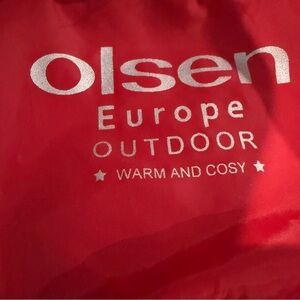 Olsen
Europe
OUTDOOR
★ WARM AND COSY ★